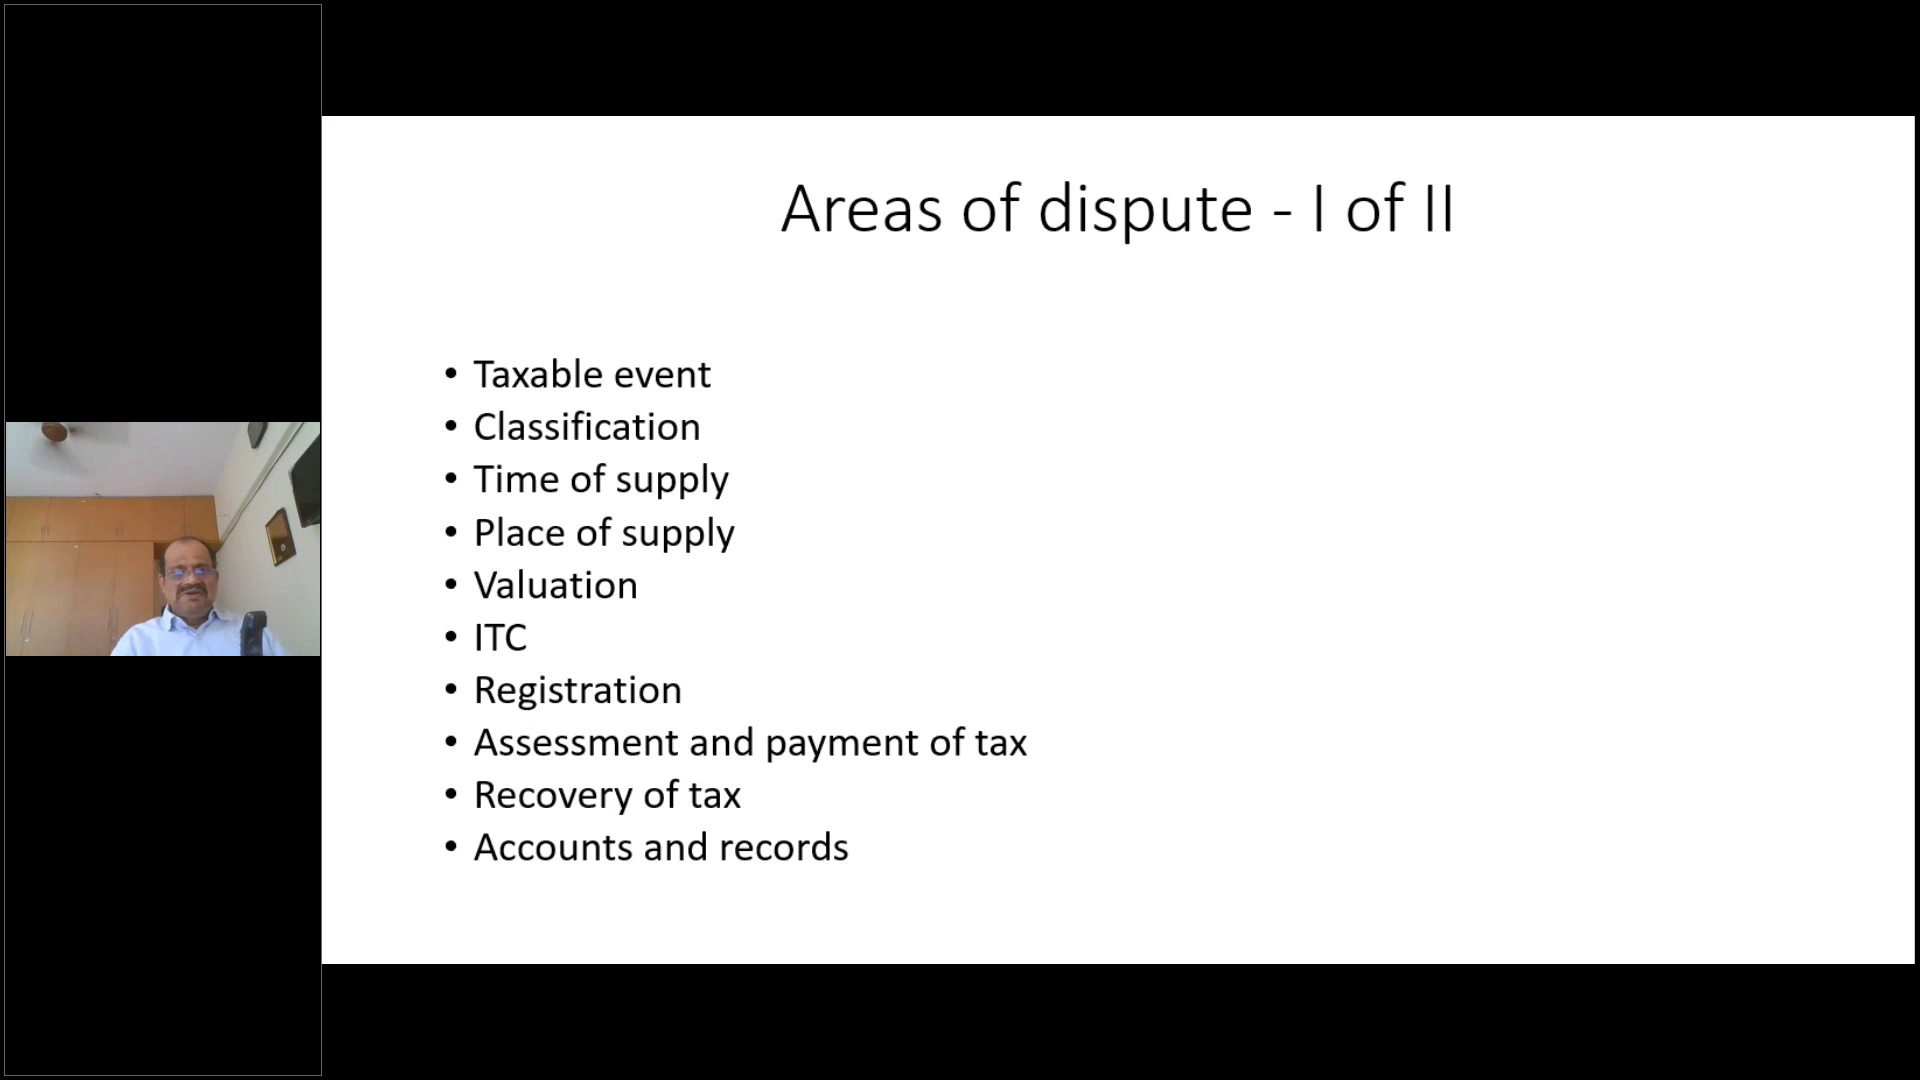 Areas of dispute - I of II
• Taxable event
• Classification
• Time of supply
• Place of supply
• Valuation
• ITC
• Registration
• Assessment and payment of tax
• Recovery of tax
• Accounts and records